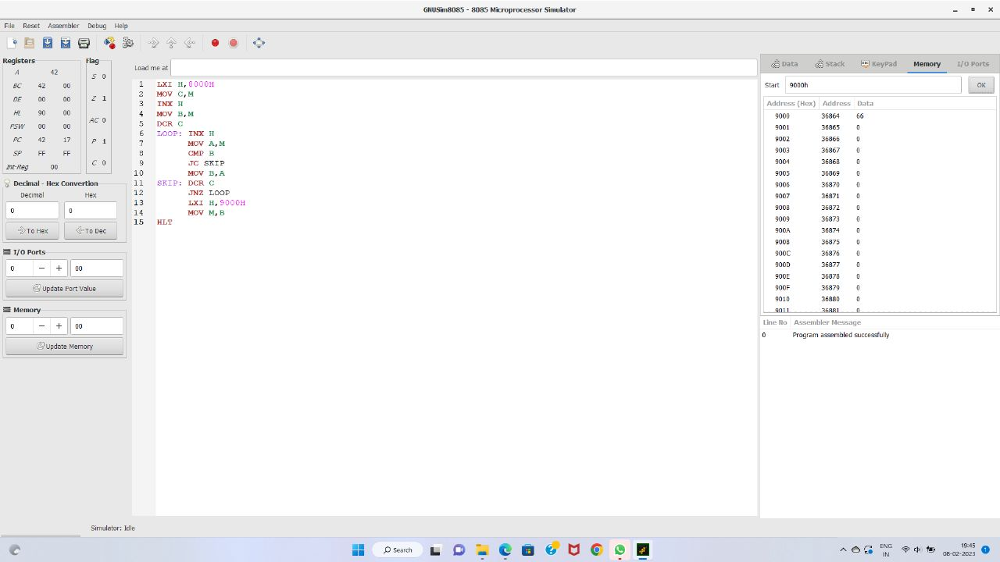 GNUSim8085 - 8085 Microprocessor Simulator
File Reset Assembler Debug Help
Registers Flag
A 42
BC 42 00
DE 00 00
HL 90 00
PSW 00 00
PC 42 17
SP FF FF
Int-Reg 00
S 0
Z 1
AC 0
P 1
C 0
Decimal - Hex Convertion
Decimal Hex
0 0
To Hex To Dec
I/O Ports
0 − + 00
Update Port Value
Memory
0 − + 00
Update Memory
Load me at
1 LXI H,8000H
2 MOV C,M
3 INX H
4 MOV B,M
5 DCR C
6 LOOP: INX H
7 MOV A,M
8 CMP B
9 JC SKIP
10 MOV B,A
11 SKIP: DCR C
12 JNZ LOOP
13 LXI H,9000H
14 MOV M,B
15 HLT
Data Stack KeyPad Memory I/O Ports
Start 9000h OK
Address (Hex) Address Data
9000 36864 66
9001 36865 0
9002 36866 0
9003 36867 0
9004 36868 0
9005 36869 0
9006 36870 0
9007 36871 0
9008 36872 0
9009 36873 0
900A 36874 0
900B 36875 0
900C 36876 0
900D 36877 0
900E 36878 0
900F 36879 0
9010 36880 0
9011 36881 0
Line No Assembler Message
0 Program assembled successfully
Simulator: Idle
Search
ENG
IN
19:45
08-02-2023
1